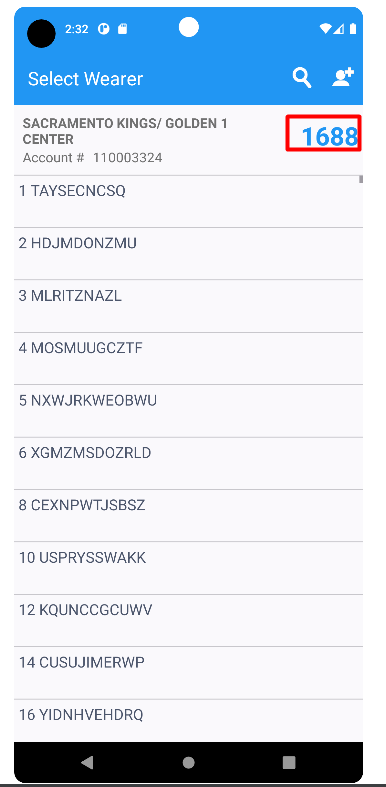 2:32
Select Wearer
SACRAMENTO KINGS/ GOLDEN 1
CENTER
1688
Account # 110003324
1 TAYSECNCSQ
2 HDJMDONZMU
3 MLRITZNAZL
4 MOSMUUGCZTF
5 NXWJRKWEOBWU
6 XGMZMSDOZRLD
8 CEXNPWTJSBSZ
10 USPRYSSWAKK
12 KQUNCCGCUWV
14 CUSUJIMERWP
16 YIDNHVEHDRQ